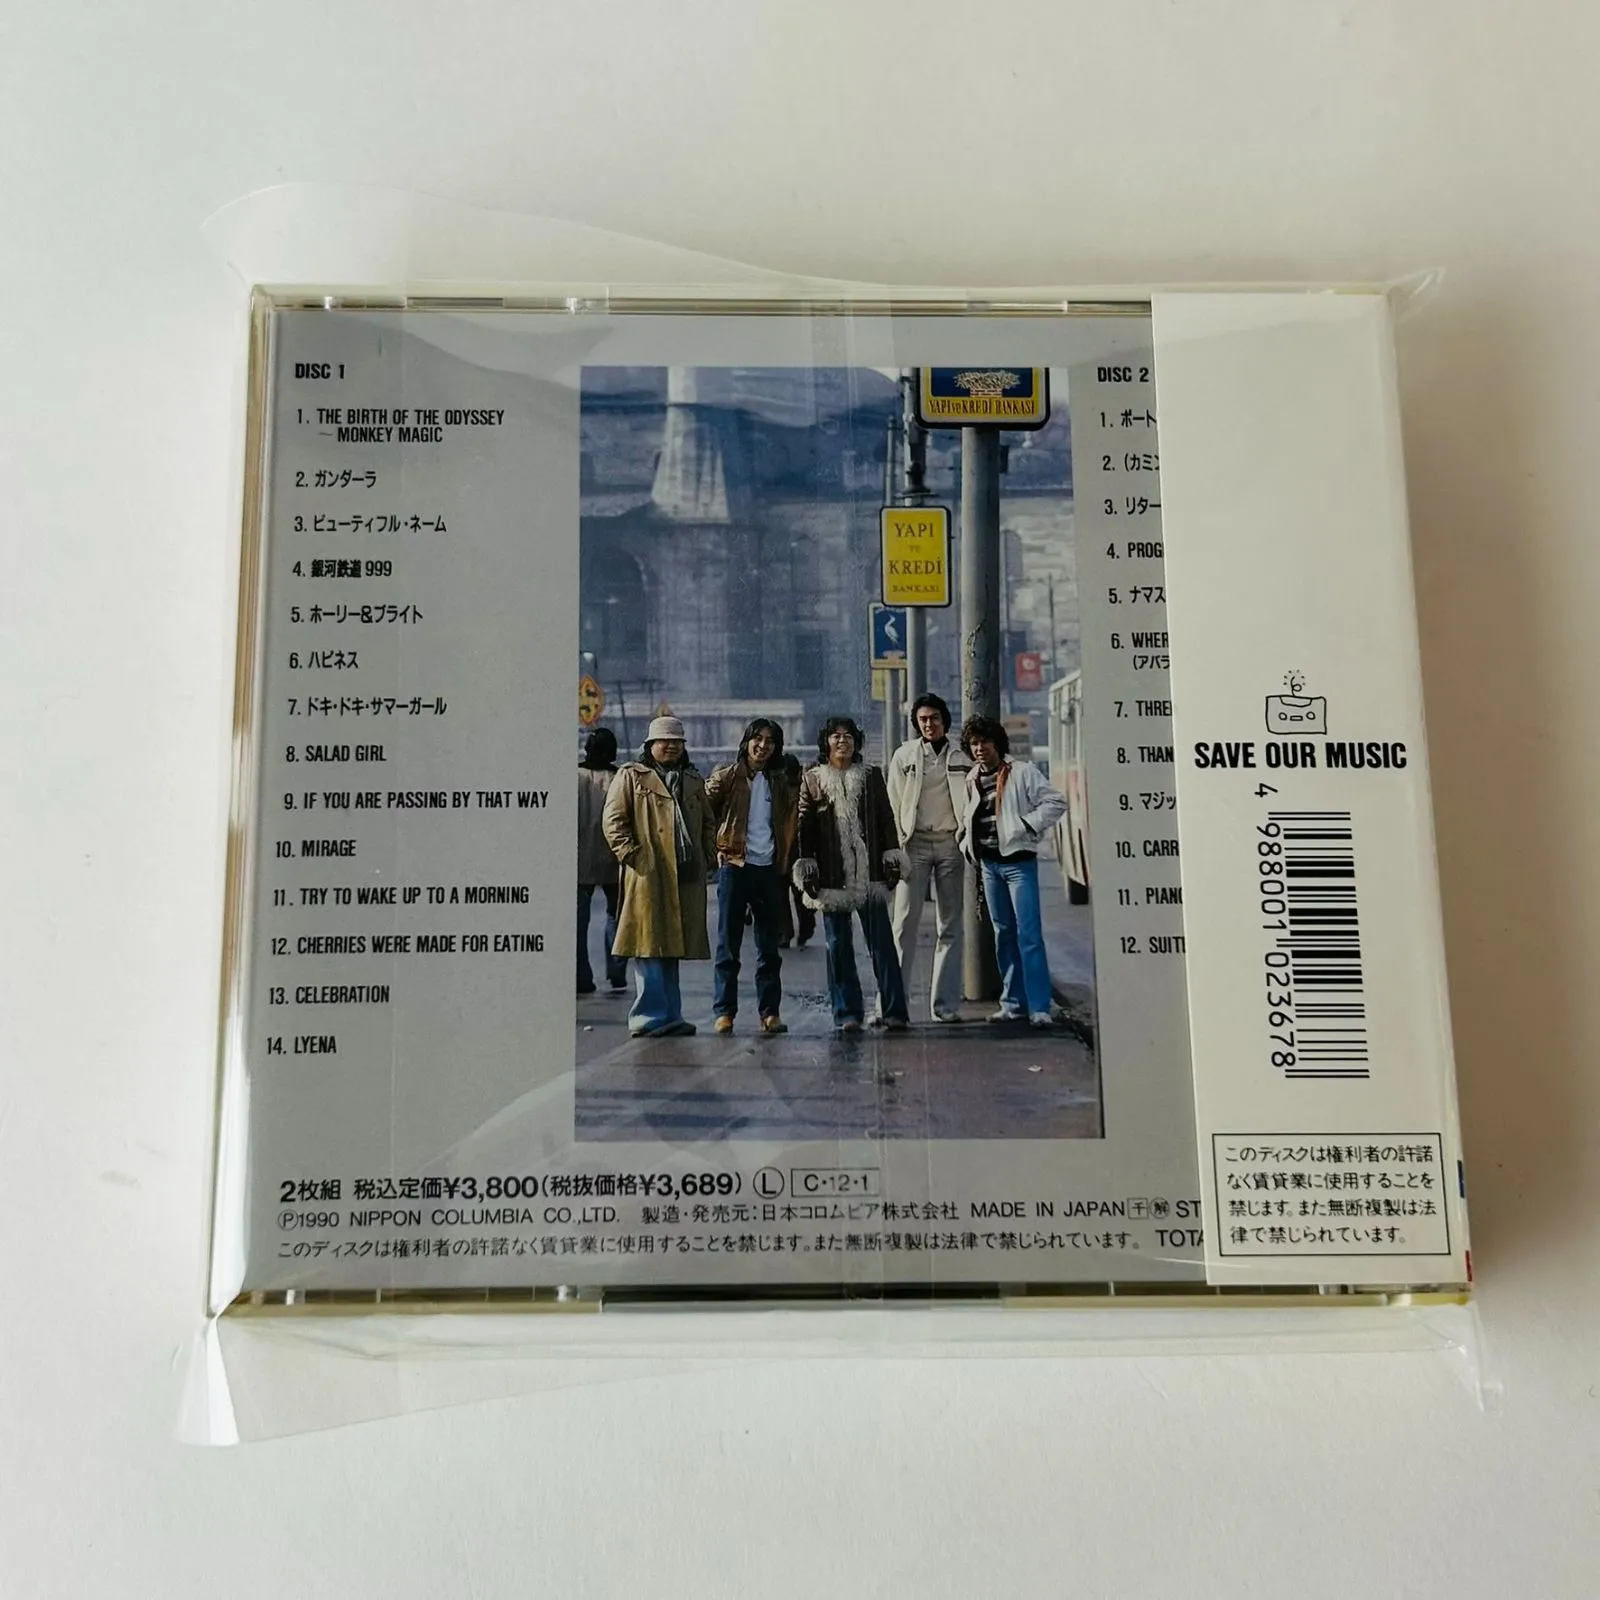 DISC 1
1. THE BIRTH OF THE ODYSSEY
～MONKEY MAGIC
2. ガンダーラ
3. ビューティフル・ネーム
4. 銀河鉄道 999
5. ホーリー&ブライト
6. ハピネス
7. ドキ・ドキ・サマーガール
8. SALAD GIRL
9. IF YOU ARE PASSING BY THAT WAY
10. MIRAGE
11. TRY TO WAKE UP TO A MORNING
12. CHERRIES WERE MADE FOR EATING
13. CELEBRATION
14. LYENA
YAPI ve KREDİ BANKASI
YAPI
VE
KREDİ
BANKASI
DISC 2
1. ポート
2. (カミ
3. リター
4. PROG
5. ナマス
6. WHER
(アバラ
7. THRE
8. THAN
9. マジッ
10. CARR
11. PIAN
12. SUIT
SAVE OUR MUSIC
4 988001 023678
このディスクは権利者の許諾
なく賃貸業に使用することを
禁じます。また無断複製は法
律で禁じられています。
2枚組 税込定価¥3,800(税抜価格¥3,689) Ⓛ C・12・1
Ⓟ1990 NIPPON COLUMBIA CO.,LTD. 製造・発売元:日本コロムビア株式会社 MADE IN JAPAN 千 解 ST
このディスクは権利者の許諾なく賃貸業に使用することを禁じます。また無断複製は法律で禁じられています。 TOTA